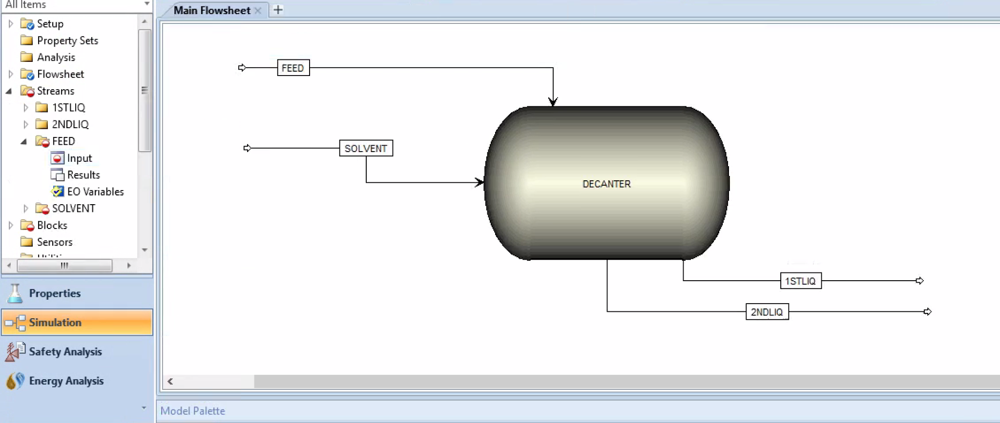 All Items
Setup
Property Sets
Analysis
Flowsheet
Streams
1STLIQ
2NDLIQ
FEED
Input
Results
EO Variables
SOLVENT
Blocks
Sensors
Properties
Simulation
Safety Analysis
Energy Analysis
Main Flowsheet
FEED
SOLVENT
DECANTER
1STLIQ
2NDLIQ
Model Palette